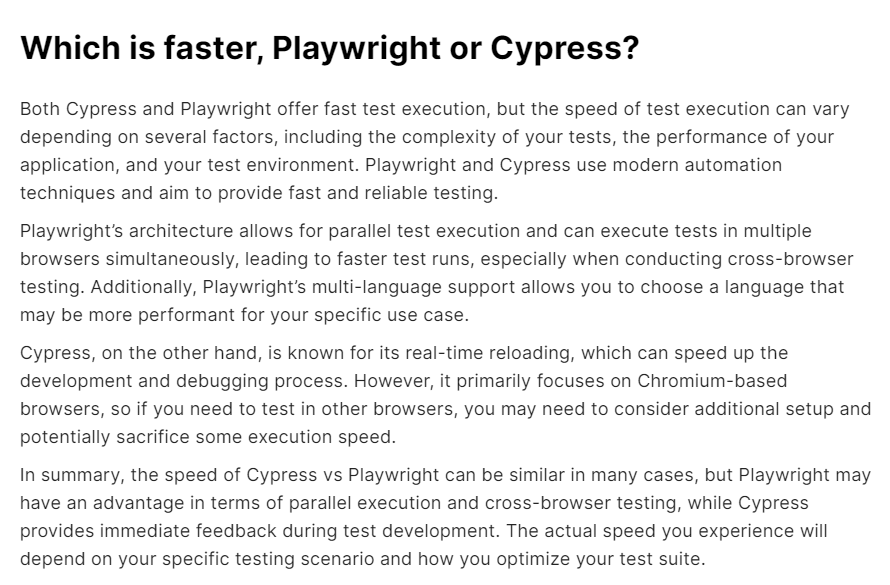 Which is faster, Playwright or Cypress?
Both Cypress and Playwright offer fast test execution, but the speed of test execution can vary
depending on several factors, including the complexity of your tests, the performance of your
application, and your test environment. Playwright and Cypress use modern automation
techniques and aim to provide fast and reliable testing.
Playwright’s architecture allows for parallel test execution and can execute tests in multiple
browsers simultaneously, leading to faster test runs, especially when conducting cross-browser
testing. Additionally, Playwright’s multi-language support allows you to choose a language that
may be more performant for your specific use case.
Cypress, on the other hand, is known for its real-time reloading, which can speed up the
development and debugging process. However, it primarily focuses on Chromium-based
browsers, so if you need to test in other browsers, you may need to consider additional setup and
potentially sacrifice some execution speed.
In summary, the speed of Cypress vs Playwright can be similar in many cases, but Playwright may
have an advantage in terms of parallel execution and cross-browser testing, while Cypress
provides immediate feedback during test development. The actual speed you experience will
depend on your specific testing scenario and how you optimize your test suite.